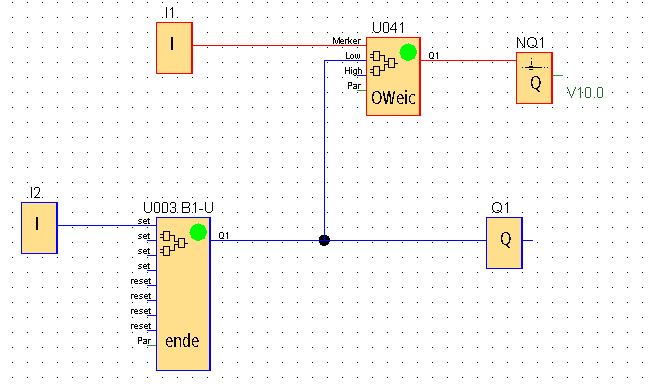 .I1.
I
U041
Merker
Low
High
Par
Q1
OWeic
NQ1
Q
V10.0
.I2.
I
U003.B1-U
set
set
set
set
reset
reset
reset
reset
Par
Q1
ende
Q1
Q